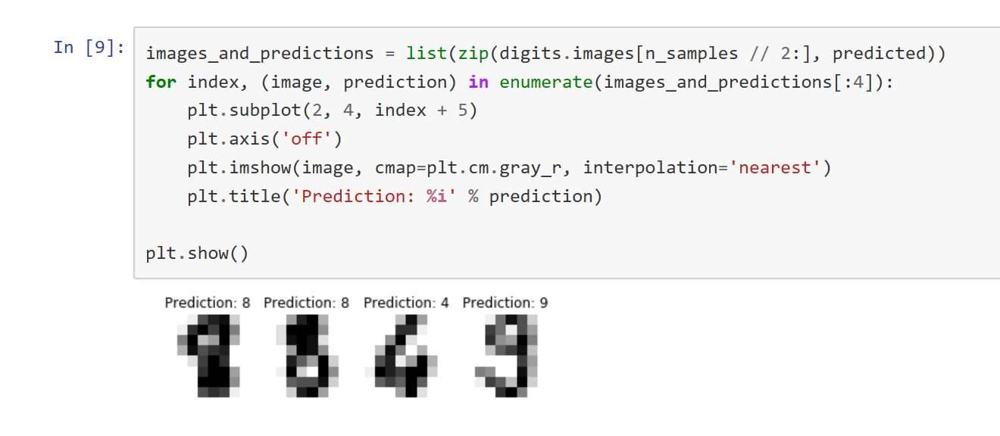 In [9]:
images_and_predictions = list(zip(digits.images[n_samples // 2:], predicted))
for index, (image, prediction) in enumerate(images_and_predictions[:4]):
    plt.subplot(2, 4, index + 5)
    plt.axis('off')
    plt.imshow(image, cmap=plt.cm.gray_r, interpolation='nearest')
    plt.title('Prediction: %i' % prediction)
plt.show()
Prediction: 8 Prediction: 8 Prediction: 4 Prediction: 9